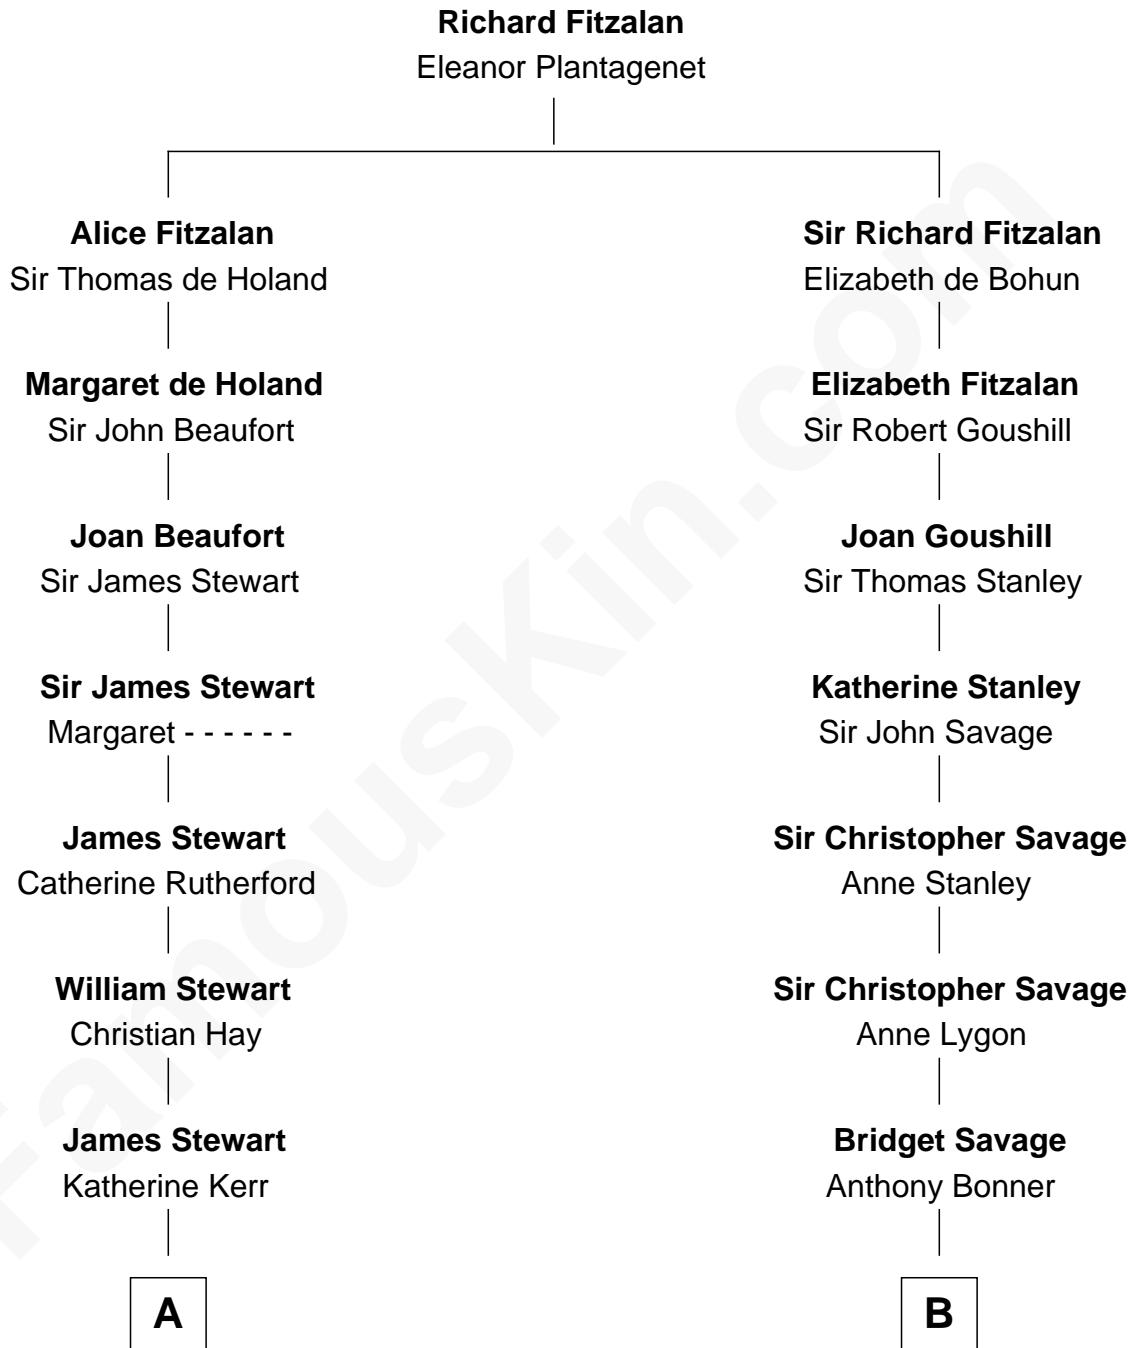 Richard Fitzalan
Eleanor Plantagenet
Alice Fitzalan
Sir Thomas de Holand
Sir Richard Fitzalan
Elizabeth de Bohun
Margaret de Holand
Sir John Beaufort
Elizabeth Fitzalan
Sir Robert Goushill
Joan Beaufort
Sir James Stewart
Joan Goushill
Sir Thomas Stanley
Sir James Stewart
Margaret - - - - - -
Katherine Stanley
Sir John Savage
James Stewart
Catherine Rutherford
Sir Christopher Savage
Anne Stanley
William Stewart
Christian Hay
Sir Christopher Savage
Anne Lygon
James Stewart
Katherine Kerr
Bridget Savage
Anthony Bonner
A
B
FamousKin.com